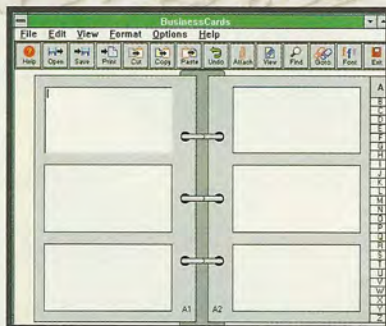 BusinessCards
File Edit View Format Options Help
Help Open Save Print Cut Copy Paste Undo Attach View Find Goto Font Exit
A
B
C
D
E
F
G
H
I
J
K
L
M
N
O
P
Q
R
S
T
U
V
W
X
Y
Z
A1 A2